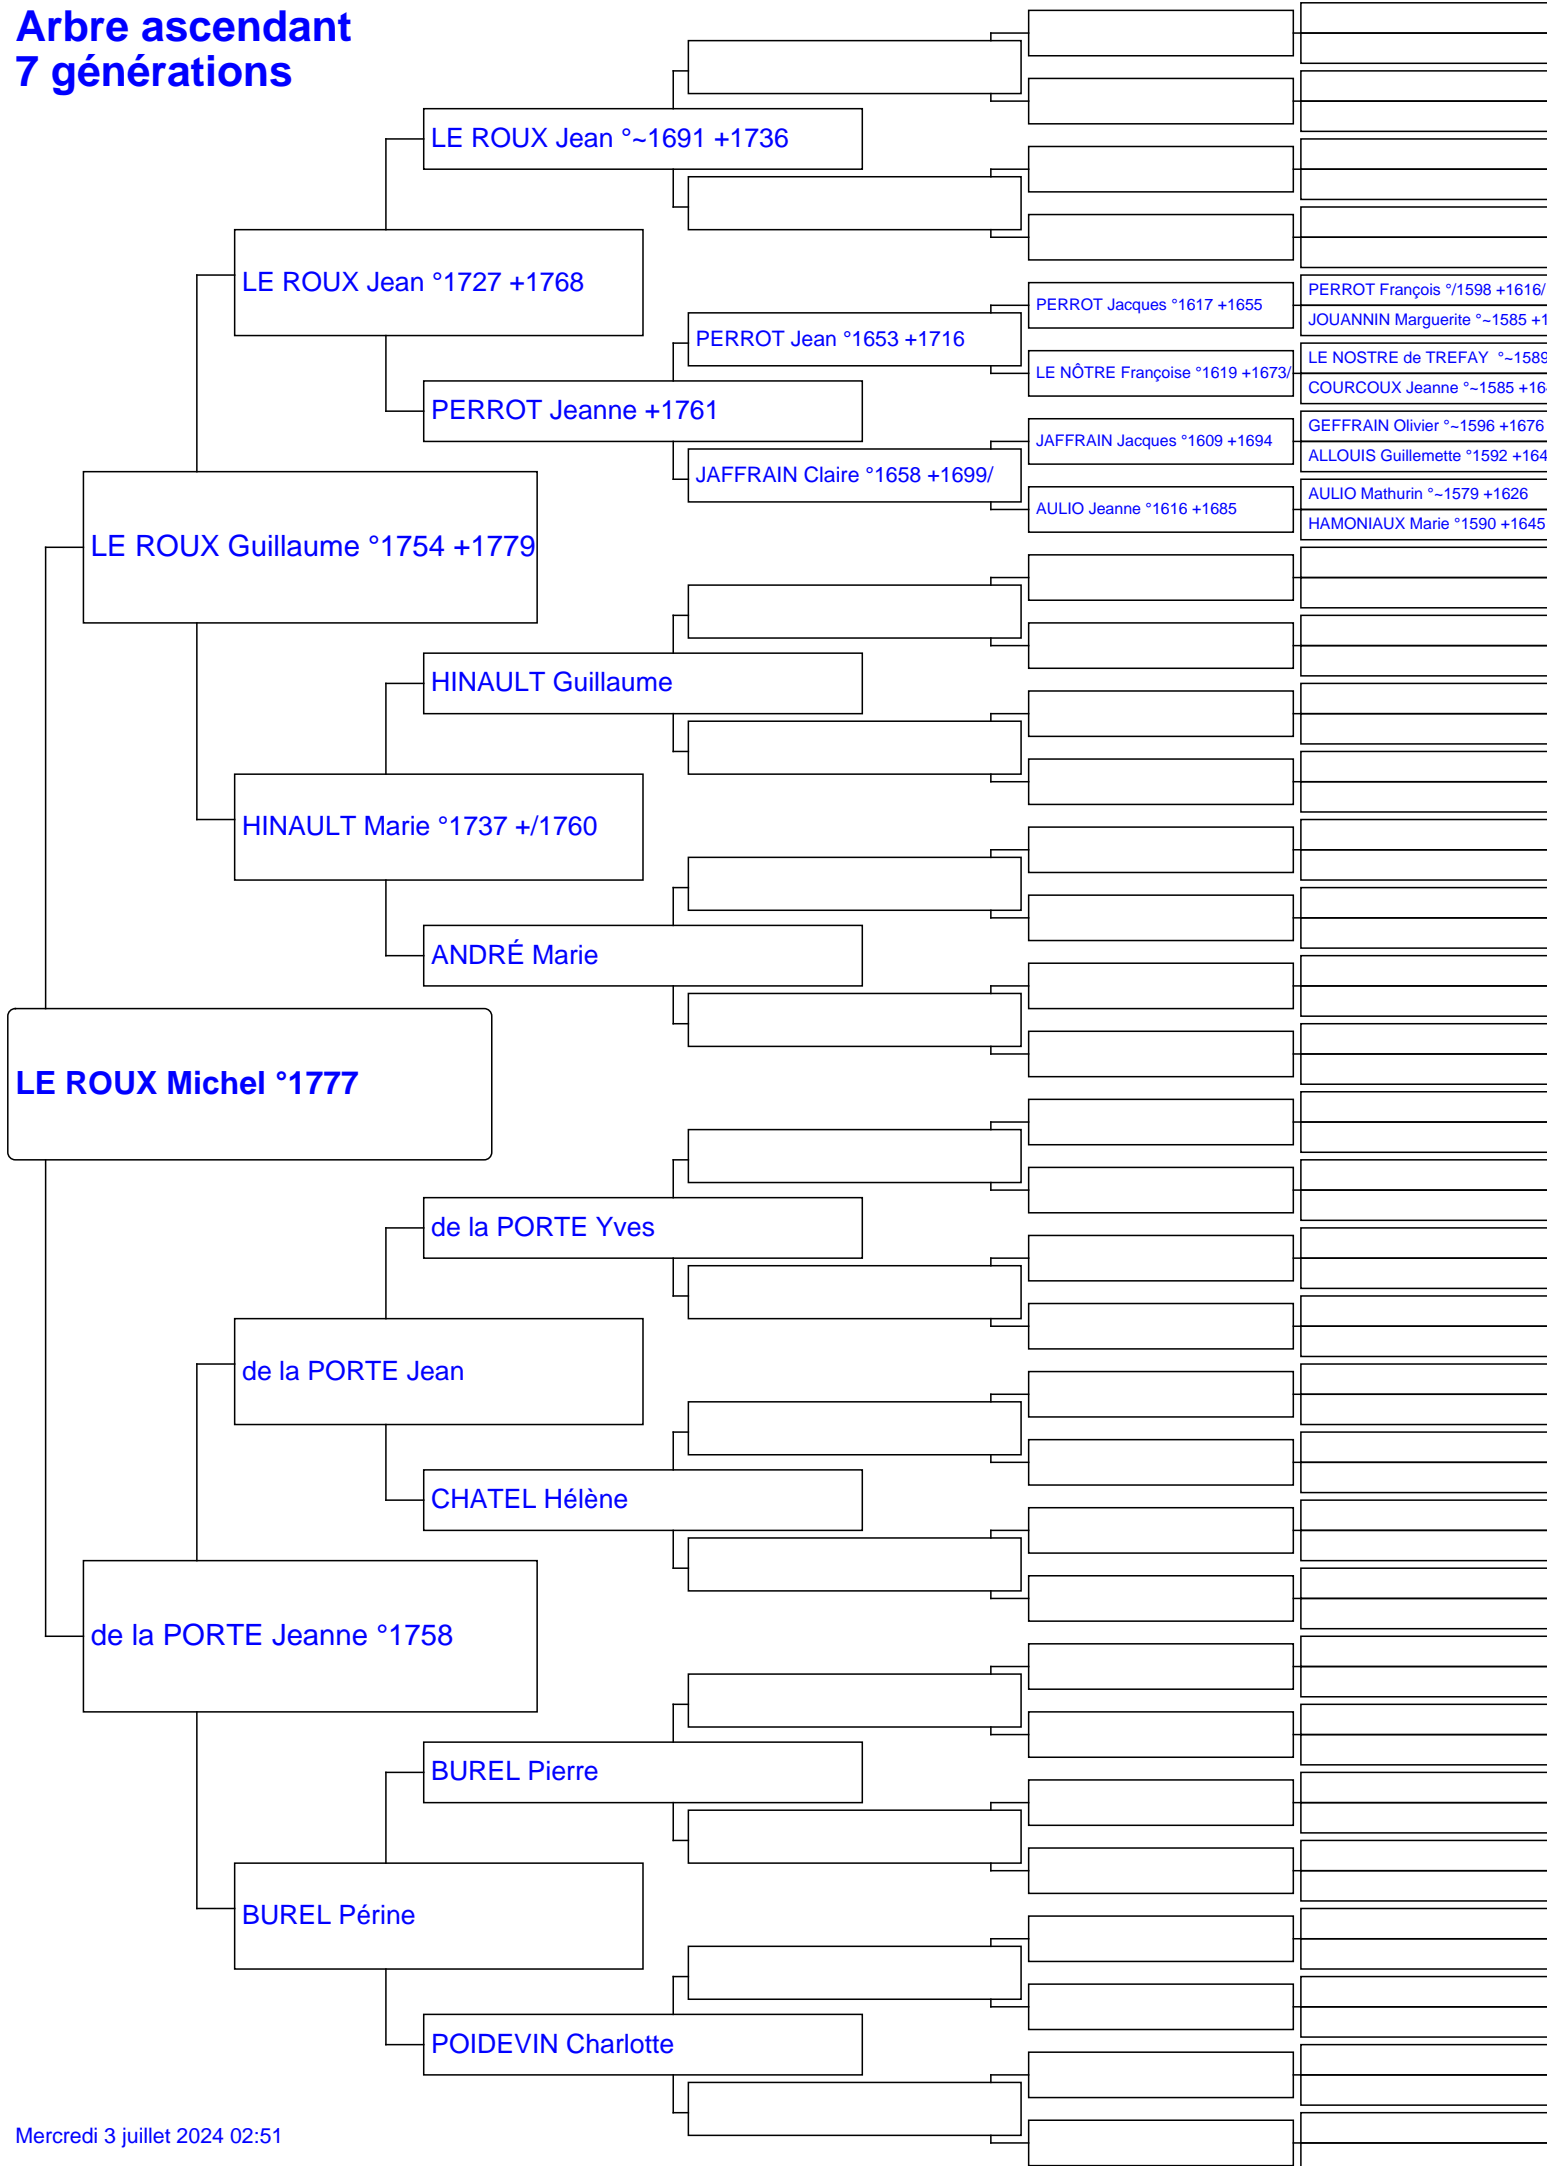 Arbre ascendant
7 générations
LE ROUX Jean °~1691 +1736
LE ROUX Jean °1727 +1768
PERROT François °/1598 +1616/
PERROT Jacques °1617 +1655
JOUANNIN Marguerite °~1585 +1
PERROT Jean °1653 +1716
LE NOSTRE de TREFAY °~1589
LE NÔTRE Françoise °1619 +1673/
COURCOUX Jeanne °~1585 +16
PERROT Jeanne +1761
GEFFRAIN Olivier °~1596 +1676
JAFFRAIN Jacques °1609 +1694
ALLOUIS Guillemette °1592 +164
JAFFRAIN Claire °1658 +1699/
AULIO Mathurin °~1579 +1626
AULIO Jeanne °1616 +1685
HAMONIAUX Marie °1590 +1645
LE ROUX Guillaume °1754 +1779
HINAULT Guillaume
HINAULT Marie °1737 +/1760
ANDRÉ Marie
LE ROUX Michel °1777
de la PORTE Yves
de la PORTE Jean
CHATEL Hélène
de la PORTE Jeanne °1758
BUREL Pierre
BUREL Périne
POIDEVIN Charlotte
Mercredi 3 juillet 2024 02:51